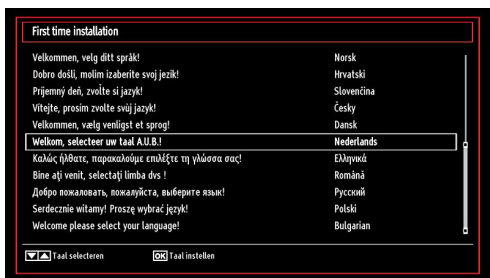 First time installation
Velkommen, velg ditt språk! Norsk
Dobro došli, molim izaberite svoj jezik! Hrvatski
Príjemný deń, zvoľte si jazyk! Slovenčina
Vítejte, prosím zvolte svůj jazyk! Česky
Velkommen, vælg venligst et sprog! Dansk
Welkom, selecteer uw taal A.U.B.! Nederlands
Καλώς ήλθατε, παρακαλούμε επιλέξτε τη γλώσσα σας! Ελληνικά
Bine aţi venit, selectaţi limba dvs ! Română
Добро пожаловать, пожалуйста, выберите язык! Русский
Serdecznie witamy! Proszę wybrać język! Polski
Welcome please select your language! Bulgarian
Taal selecteren OK Taal instellen